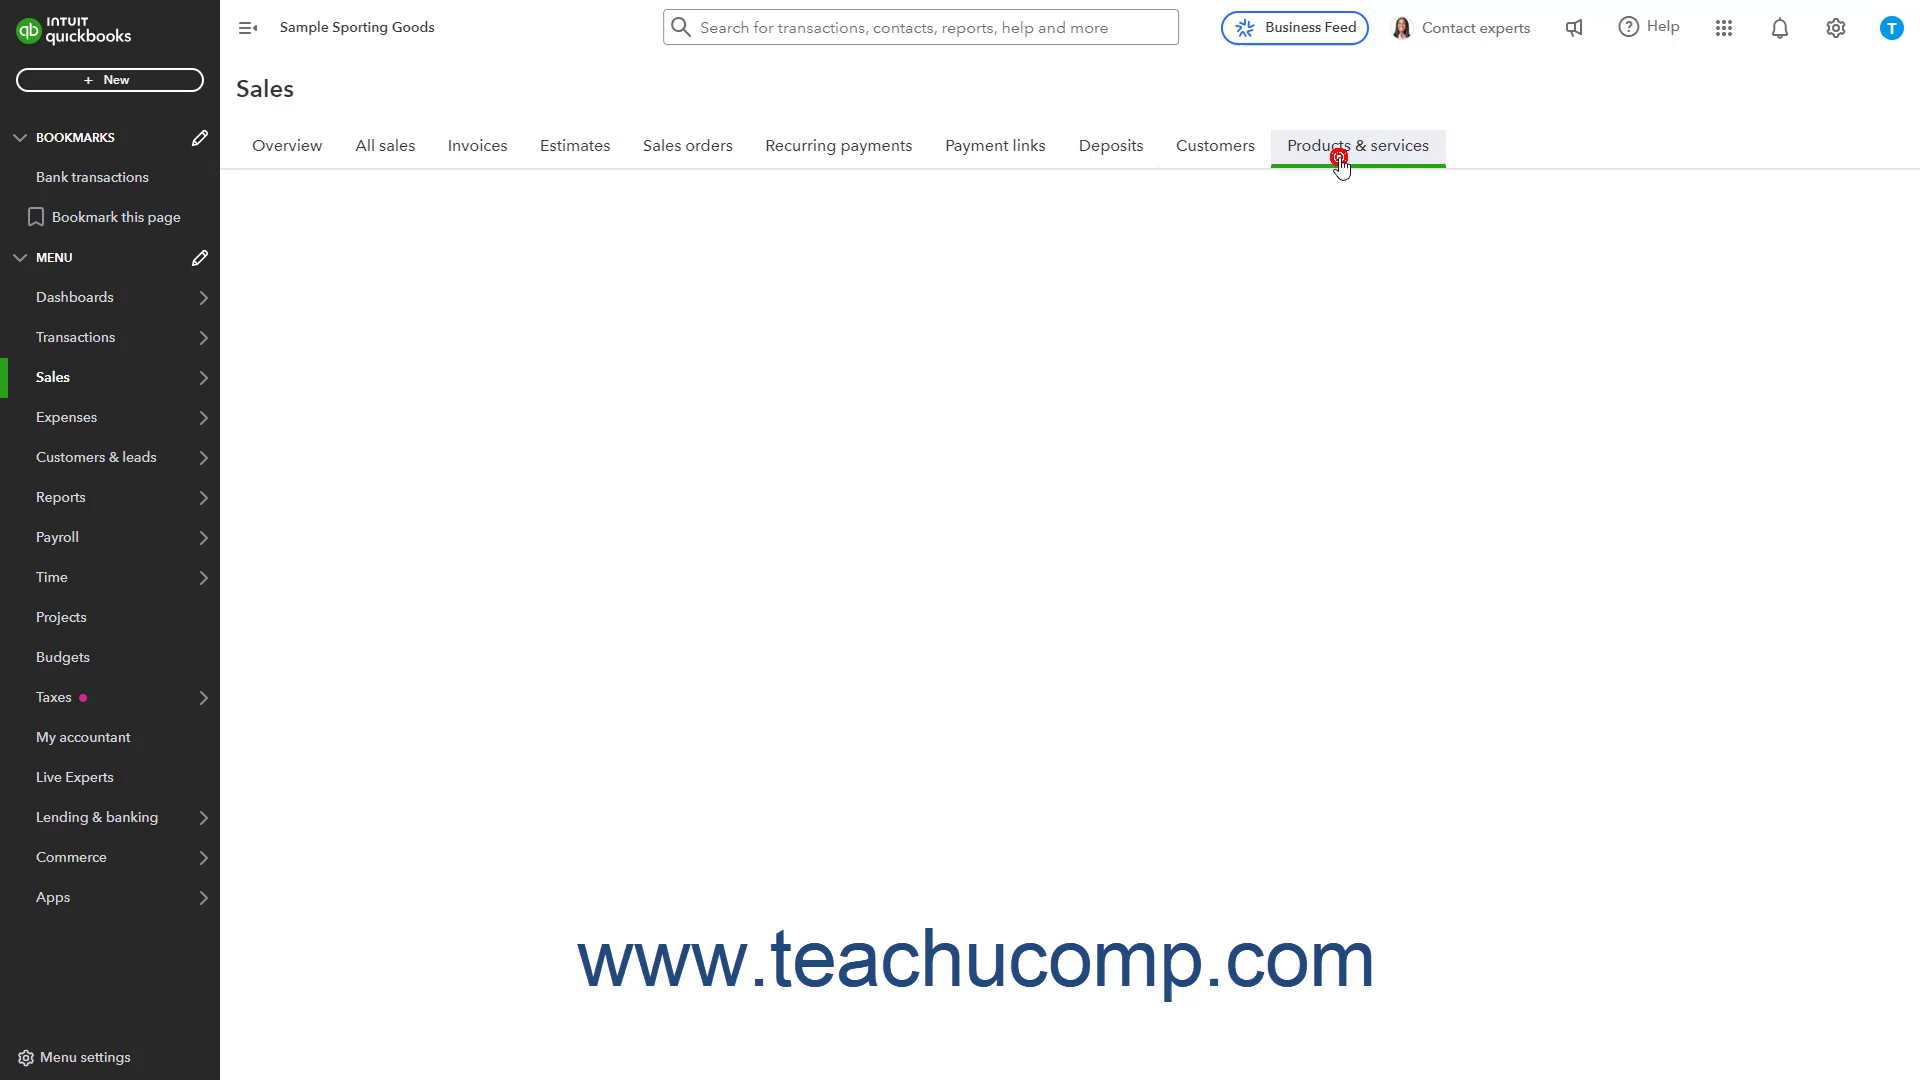 INTUIT
quickbooks
Sample Sporting Goods
Search for transactions, contacts, reports, help and more
Business Feed
Contact experts
Help
T
+ New
Sales
Overview
All sales
Invoices
Estimates
Sales orders
Recurring payments
Payment links
Deposits
Customers
Products & services
BOOKMARKS
Bank transactions
Bookmark this page
MENU
Dashboards
Transactions
Sales
Expenses
Customers & leads
Reports
Payroll
Time
Projects
Budgets
Taxes
My accountant
Live Experts
Lending & banking
Commerce
Apps
Menu settings
www.teachucomp.com